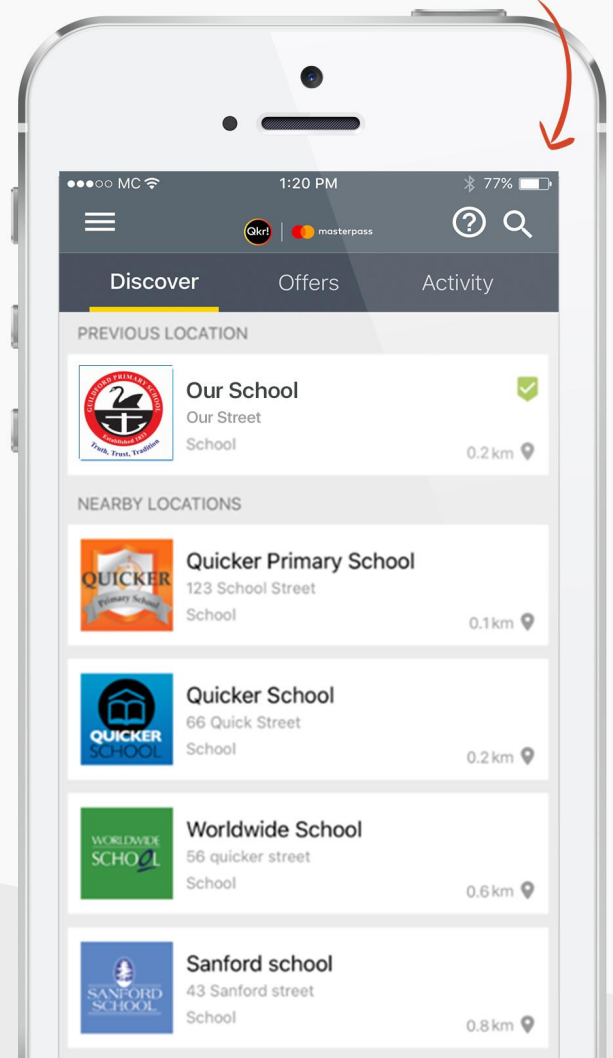 MC
1:20 PM
77%
Qkr!
masterpass
Discover
Offers
Activity
PREVIOUS LOCATION
GUILDFORD PRIMARY SCHOOL
Established 1833
Truth, Trust, Tradition
Our School
Our Street
School
0.2 km
NEARBY LOCATIONS
QUICKER
Primary School
Quicker Primary School
123 School Street
School
0.1 km
QUICKER
SCHOOL
Quicker School
66 Quick Street
School
0.2 km
WORLDWIDE
SCHOOL
Worldwide School
56 quicker street
School
0.6 km
SANFORD
SCHOOL
Sanford school
43 Sanford street
School
0.8 km